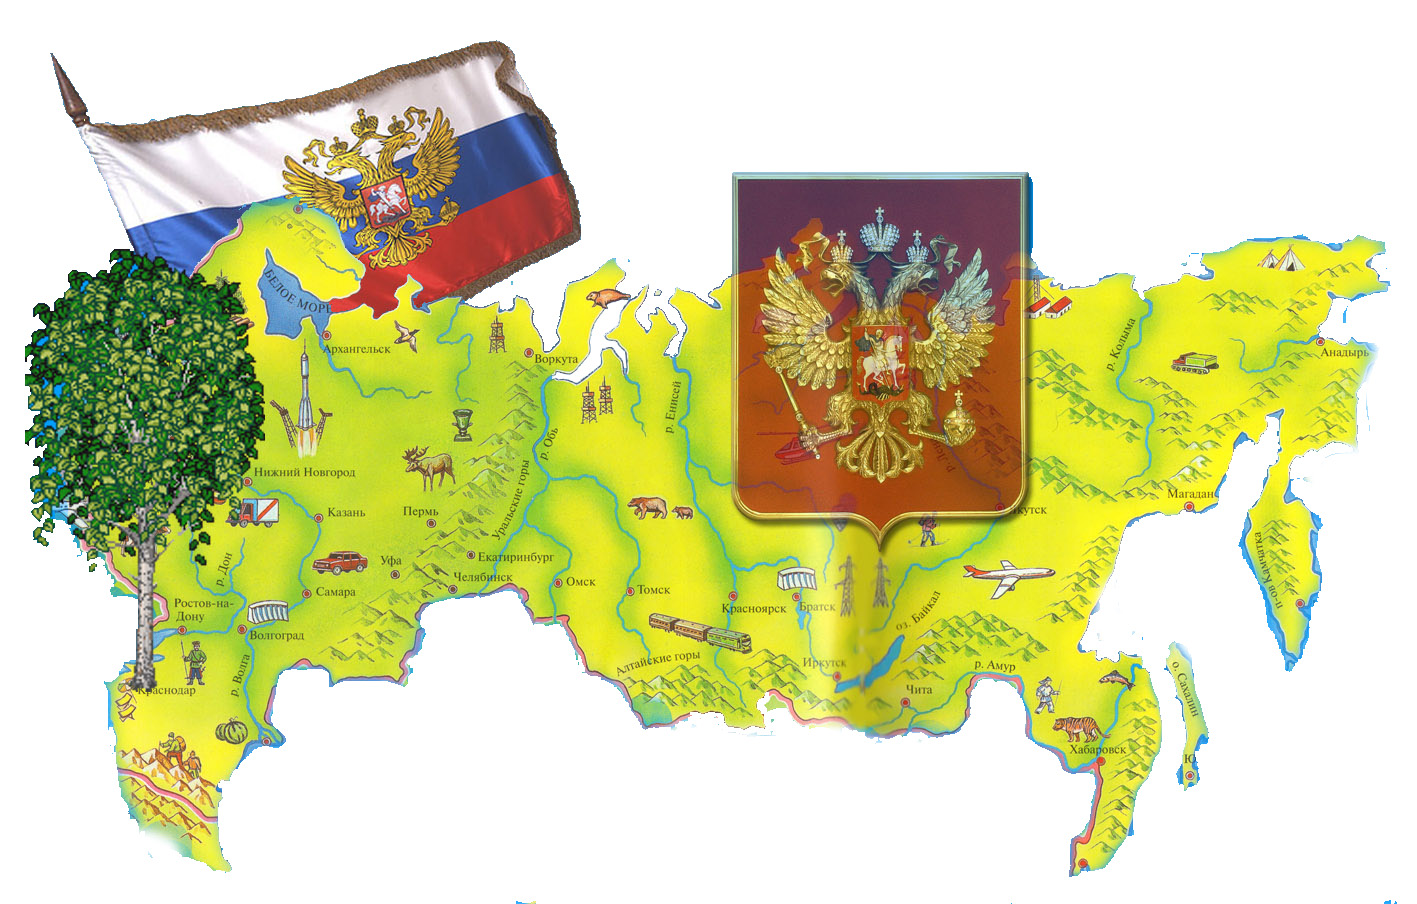 БЕЛОЕ МОРЕ
Архангельск
Воркута
р. Колыма
Анадырь
р. Енисей
р. Обь
Уральские горы
Нижний Новгород
Казань
Пермь
Магадан
Якутск
р. Дон
Уфа
Екатиринбург
Челябинск
Самара
Омск
Томск
Красноярск
Братск
п-ов Камчатка
Ростов-на-
Дону
Волгоград
оз. Байкал
р. Волга
Алтайские горы
Иркутск
р. Амур
Чита
о. Сахалин
Краснодар
Хабаровск
Ю